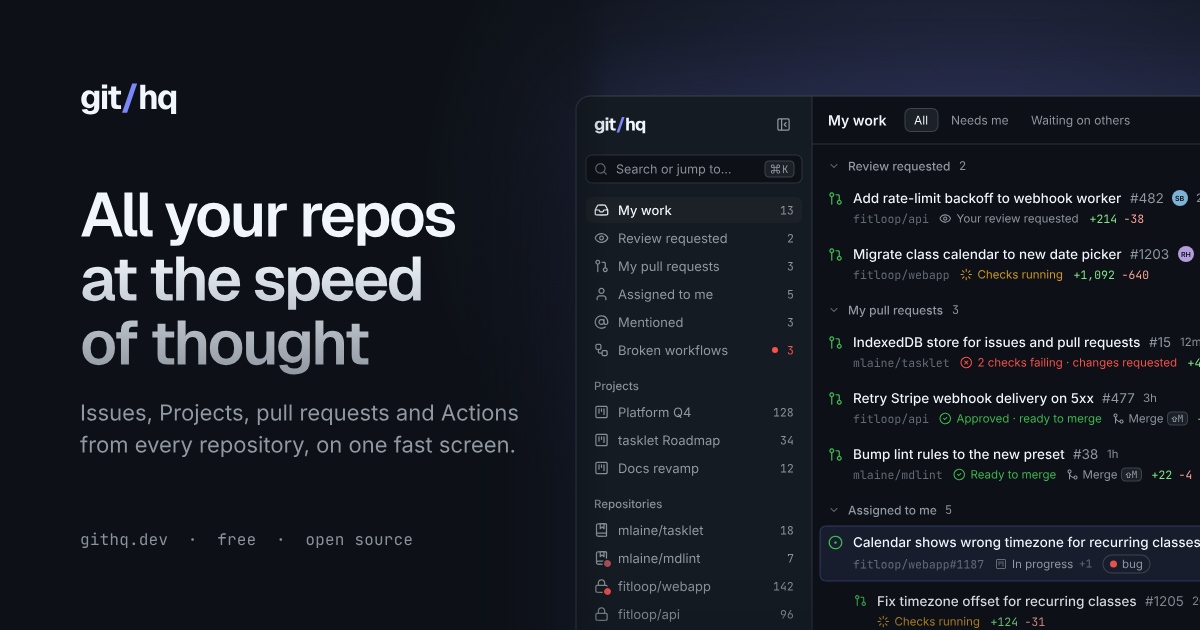 git/hq
All your repos
at the speed
of thought
Issues, Projects, pull requests and Actions
from every repository, on one fast screen.
githq.dev · free · open source
git/hq
Search or jump to... ⌘K
My work 13
Review requested 2
My pull requests 3
Assigned to me 5
Mentioned 3
Broken workflows 3
Projects
Platform Q4 128
tasklet Roadmap 34
Docs revamp 12
Repositories
mlaine/tasklet 18
mlaine/mdlint 7
fitloop/webapp 142
fitloop/api 96
My work All Needs me Waiting on others
Review requested 2
Add rate-limit backoff to webhook worker #482 SB
fitloop/api Your review requested +214 -38
Migrate class calendar to new date picker #1203 RH
fitloop/webapp Checks running +1,092 -640
My pull requests 3
IndexedDB store for issues and pull requests #15 12m
mlaine/tasklet 2 checks failing · changes requested +4
Retry Stripe webhook delivery on 5xx #477 3h
fitloop/api Approved · ready to merge Merge ⇧M
Bump lint rules to the new preset #38 1h
mlaine/mdlint Ready to merge Merge ⇧M +22 -4
Assigned to me 5
Calendar shows wrong timezone for recurring classes
fitloop/webapp#1187 In progress +1 bug
Fix timezone offset for recurring classes #1205
Checks running +124 -31